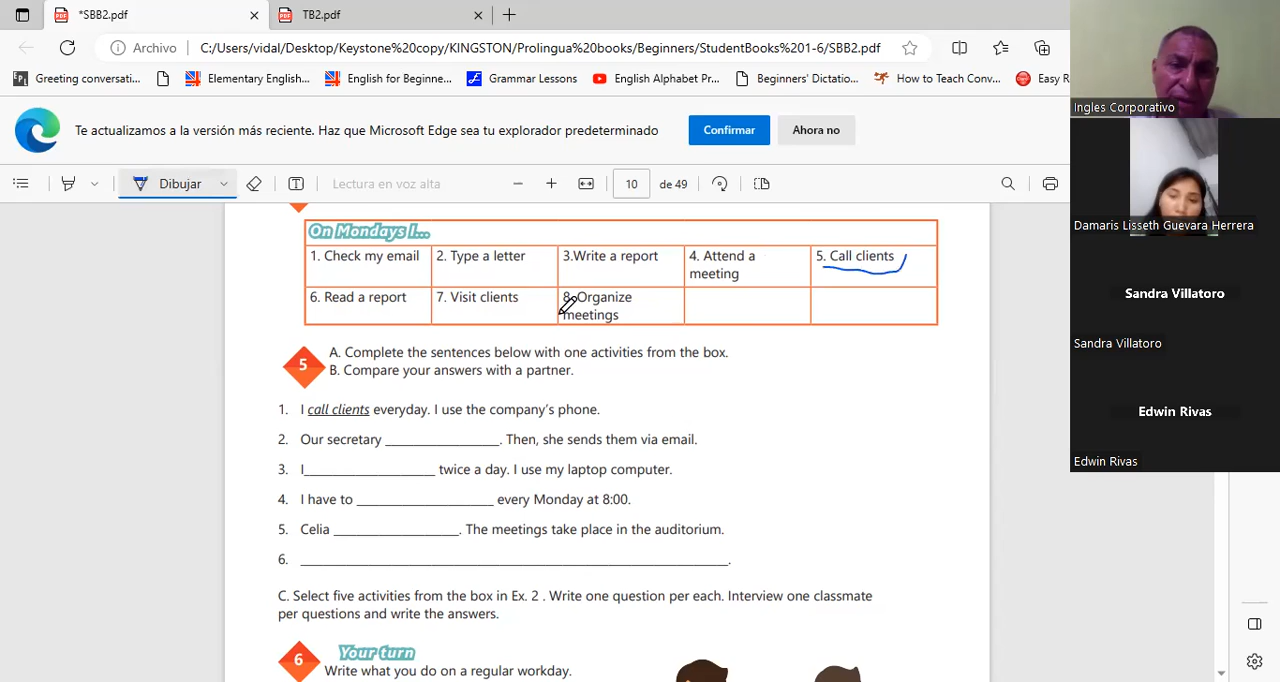 *SBB2.pdf
TB2.pdf
Archivo
C:/Users/vidal/Desktop/Keystone%20copy/KINGSTON/Prolingua%20books/Beginners/StudentBooks%201-6/SBB2.pdf
Greeting conversati...
Elementary English...
English for Beginne...
Grammar Lessons
English Alphabet Pr...
Beginners' Dictatio...
How to Teach Conv...
Easy R
Te actualizamos a la versión más reciente. Haz que Microsoft Edge sea tu explorador predeterminado
Confirmar
Ahora no
Dibujar
Lectura en voz alta
10
de 49
On Mondays I...
1. Check my email
2. Type a letter
3.Write a report
4. Attend a
meeting
5. Call clients
6. Read a report
7. Visit clients
8. Organize
meetings
5
A. Complete the sentences below with one activities from the box.
B. Compare your answers with a partner.
1. I call clients everyday. I use the company's phone.
2. Our secretary ________________. Then, she sends them via email.
3. I__________________ twice a day. I use my laptop computer.
4. I have to ___________________ every Monday at 8:00.
5. Celia _________________. The meetings take place in the auditorium.
6. ____________________________________________________________.
C. Select five activities from the box in Ex. 2 . Write one question per each. Interview one classmate
per questions and write the answers.
6
Your turn
Write what you do on a regular workday.
Ingles Corporativo
Damaris Lisseth Guevara Herrera
Sandra Villatoro
Sandra Villatoro
Edwin Rivas
Edwin Rivas